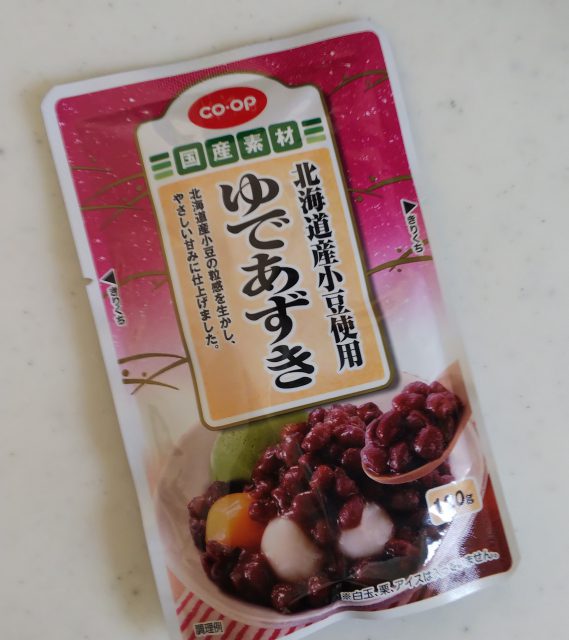 co·op
国産素材
北海道産小豆使用
ゆであずき
北海道産小豆の粒感を生かし、
やさしい甘みに仕上げました。
きりくち
きりくち
※白玉、栗、アイスは
ません。
調理例